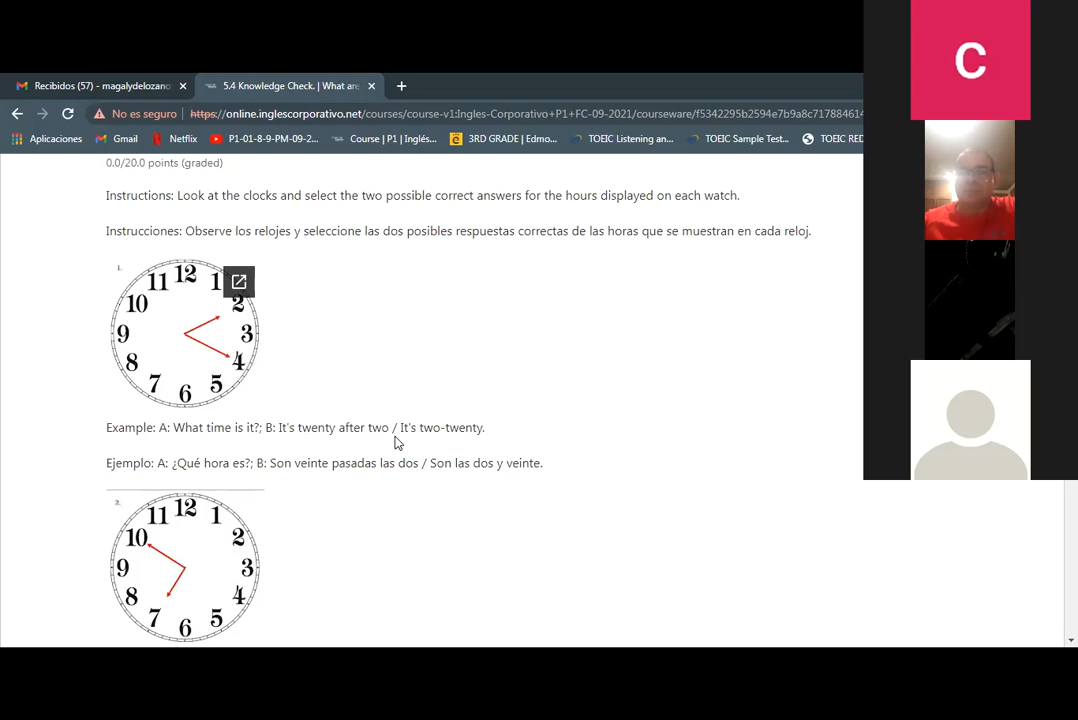 Recibidos (57) - magalydelozano
5.4 Knowledge Check. | What are
No es seguro
https://online.inglescorporativo.net/courses/course-v1:Ingles-Corporativo+P1+FC-09-2021/courseware/f5342295b2594e7b9a8c71788461
Aplicaciones
Gmail
Netflix
P1-01-8-9-PM-09-2...
Course | P1 | Inglés...
3RD GRADE | Edmo...
TOEIC Listening an...
TOEIC Sample Test...
TOEIC RED
C
0.0/20.0 points (graded)
Instructions: Look at the clocks and select the two possible correct answers for the hours displayed on each watch.
Instrucciones: Observe los relojes y seleccione las dos posibles respuestas correctas de las horas que se muestran en cada reloj.
1.
12
11 1
10 2
9 3
8 4
7 5
6
Example: A: What time is it?; B: It's twenty after two / It's two-twenty.
Ejemplo: A: ¿Qué hora es?; B: Son veinte pasadas las dos / Son las dos y veinte.
2.
12
11 1
10 2
9 3
8 4
7 5
6